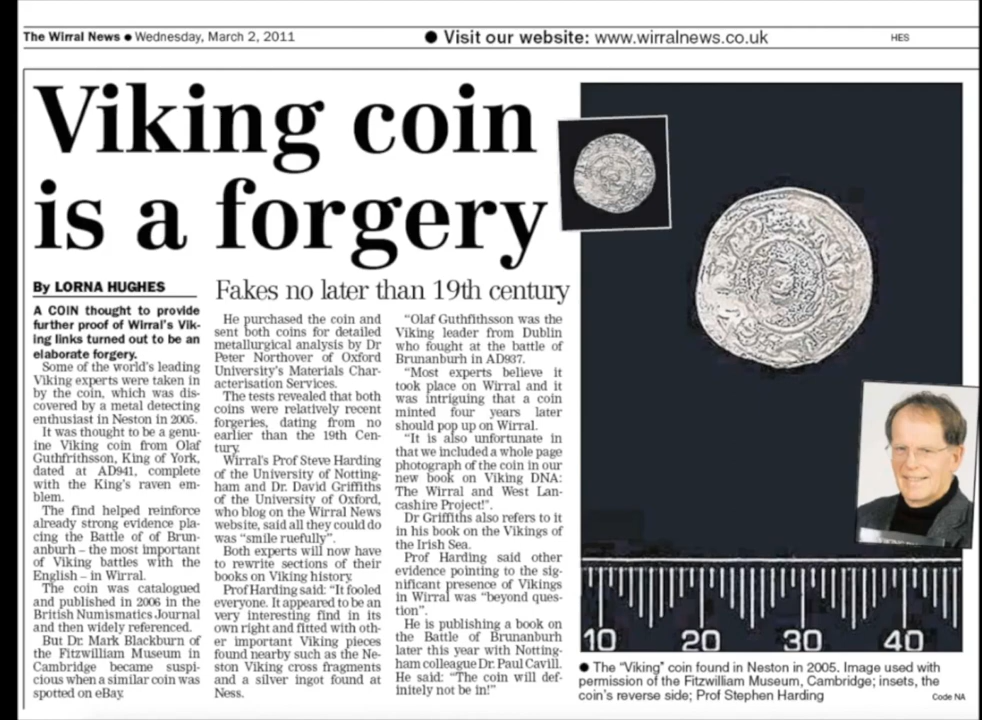 The Wirral News ● Wednesday, March 2, 2011
● Visit our website: www.wirralnews.co.uk
HES
Viking coin
is a forgery
By LORNA HUGHES
Fakes no later than 19th century
A COIN thought to provide
further proof of Wirral's Vik-
ing links turned out to be an
elaborate forgery.
Some of the world's leading
Viking experts were taken in
by the coin, which was dis-
covered by a metal detecting
enthusiast in Neston in 2005.
It was thought to be a genu-
ine Viking coin from Olaf
Guthfrithsson, King of York,
dated at AD941, complete
with the King's raven em-
blem.
The find helped reinforce
already strong evidence pla-
cing the Battle of of Brun-
anburh – the most important
of Viking battles with the
English – in Wirral.
The coin was catalogued
and published in 2006 in the
British Numismatics Journal
and then widely referenced.
But Dr. Mark Blackburn of
the Fitzwilliam Museum in
Cambridge became suspi-
cious when a similar coin was
spotted on eBay.
He purchased the coin and
sent both coins for detailed
metallurgical analysis by Dr
Peter Northover of Oxford
University's Materials Char-
acterisation Services.
The tests revealed that both
coins were relatively recent
forgeries, dating from no
earlier than the 19th Cen-
tury.
Wirral's Prof Steve Harding
of the University of Notting-
ham and Dr. David Griffiths
of the University of Oxford,
who blog on the Wirral News
website, said all they could do
was “smile ruefully”.
Both experts will now have
to rewrite sections of their
books on Viking history.
Prof Harding said: “It fooled
everyone. It appeared to be an
very interesting find in its
own right and fitted with oth-
er important Viking pieces
found nearby such as the Ne-
ston Viking cross fragments
and a silver ingot found at
Ness.
“Olaf Guthfithsson was the
Viking leader from Dublin
who fought at the battle of
Brunanburh in AD937.
“Most experts believe it
took place on Wirral and it
was intriguing that a coin
minted four years later
should pop up on Wirral.
“It is also unfortunate in
that we included a whole page
photograph of the coin in our
new book on Viking DNA:
The Wirral and West Lan-
cashire Project!”.
Dr Griffiths also refers to it
in his book on the Vikings of
the Irish Sea.
Prof Harding said other
evidence pointing to the sig-
nificant presence of Vikings
in Wirral was “beyond ques-
tion”.
He is publishing a book on
the Battle of Brunanburh
later this year with Notting-
ham colleague Dr. Paul Cavill.
He said: “The coin will def-
initely not be in!”
10 20 30 40
● The “Viking” coin found in Neston in 2005. Image used with
permission of the Fitzwilliam Museum, Cambridge; insets, the
coin's reverse side; Prof Stephen Harding
Code NA